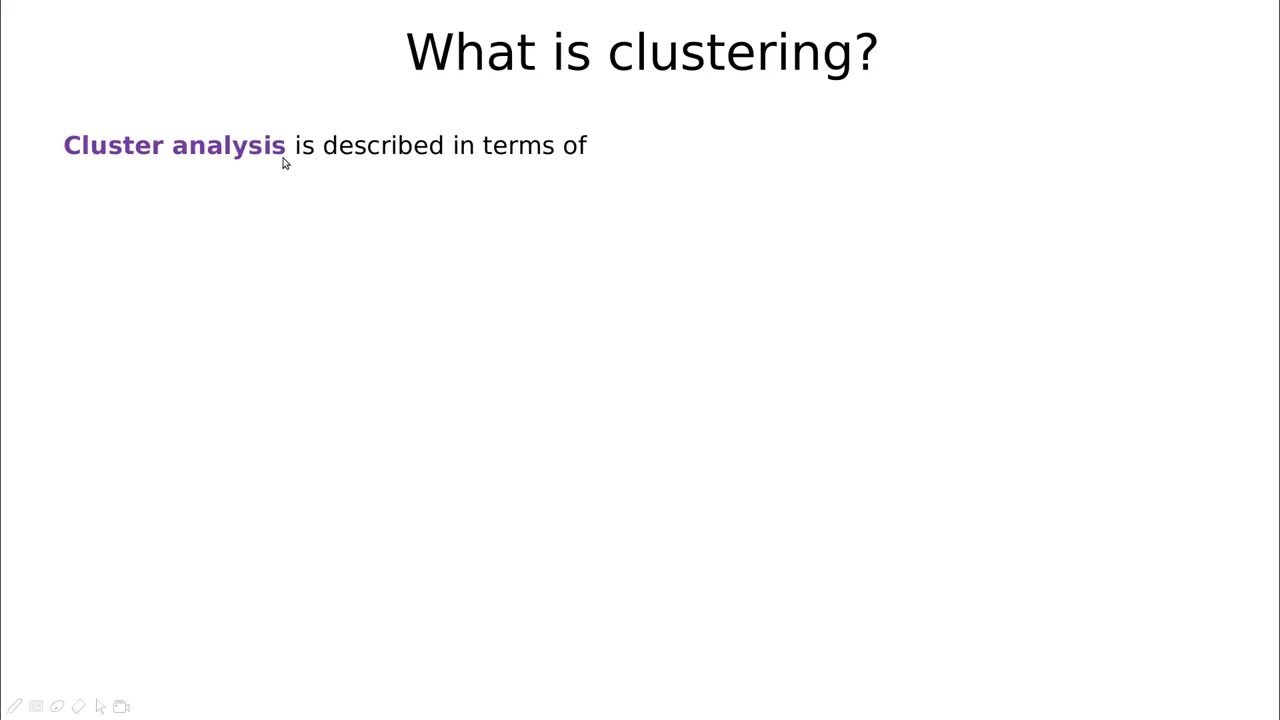 What is clustering?
Cluster analysis is described in terms of